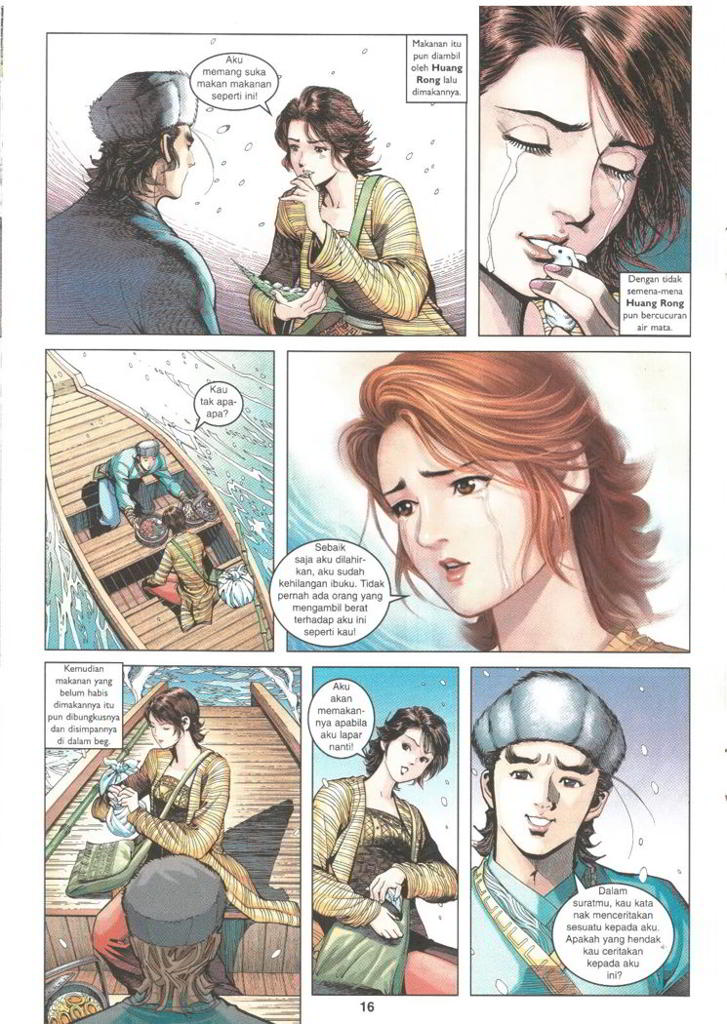 Aku
memang suka
makan makanan
seperti ini!
Makanan itu
pun diambil
oleh Huang
Rong lalu
dimakannya.
Dengan tidak
semena-mena
Huang Rong
pun bercucuran
air mata.
Kau
tak apa-
apa?
Sebaik
saja aku dilahir-
kan, aku sudah
kehilangan ibuku. Tidak
pernah ada orang yang
mengambil berat
terhadap aku ini
seperti kau!
Kemudian
makanan yang
belum habis
dimakannya itu
pun dibungkusnya
dan disimpannya
di dalam beg.
Aku
akan
memakan-
nya apabila
aku lapar
nanti!
Dalam
suratmu, kau kata
nak menceritakan
sesuatu kepada aku.
Apakah yang hendak
kau ceritakan
kepada aku
ini?
16